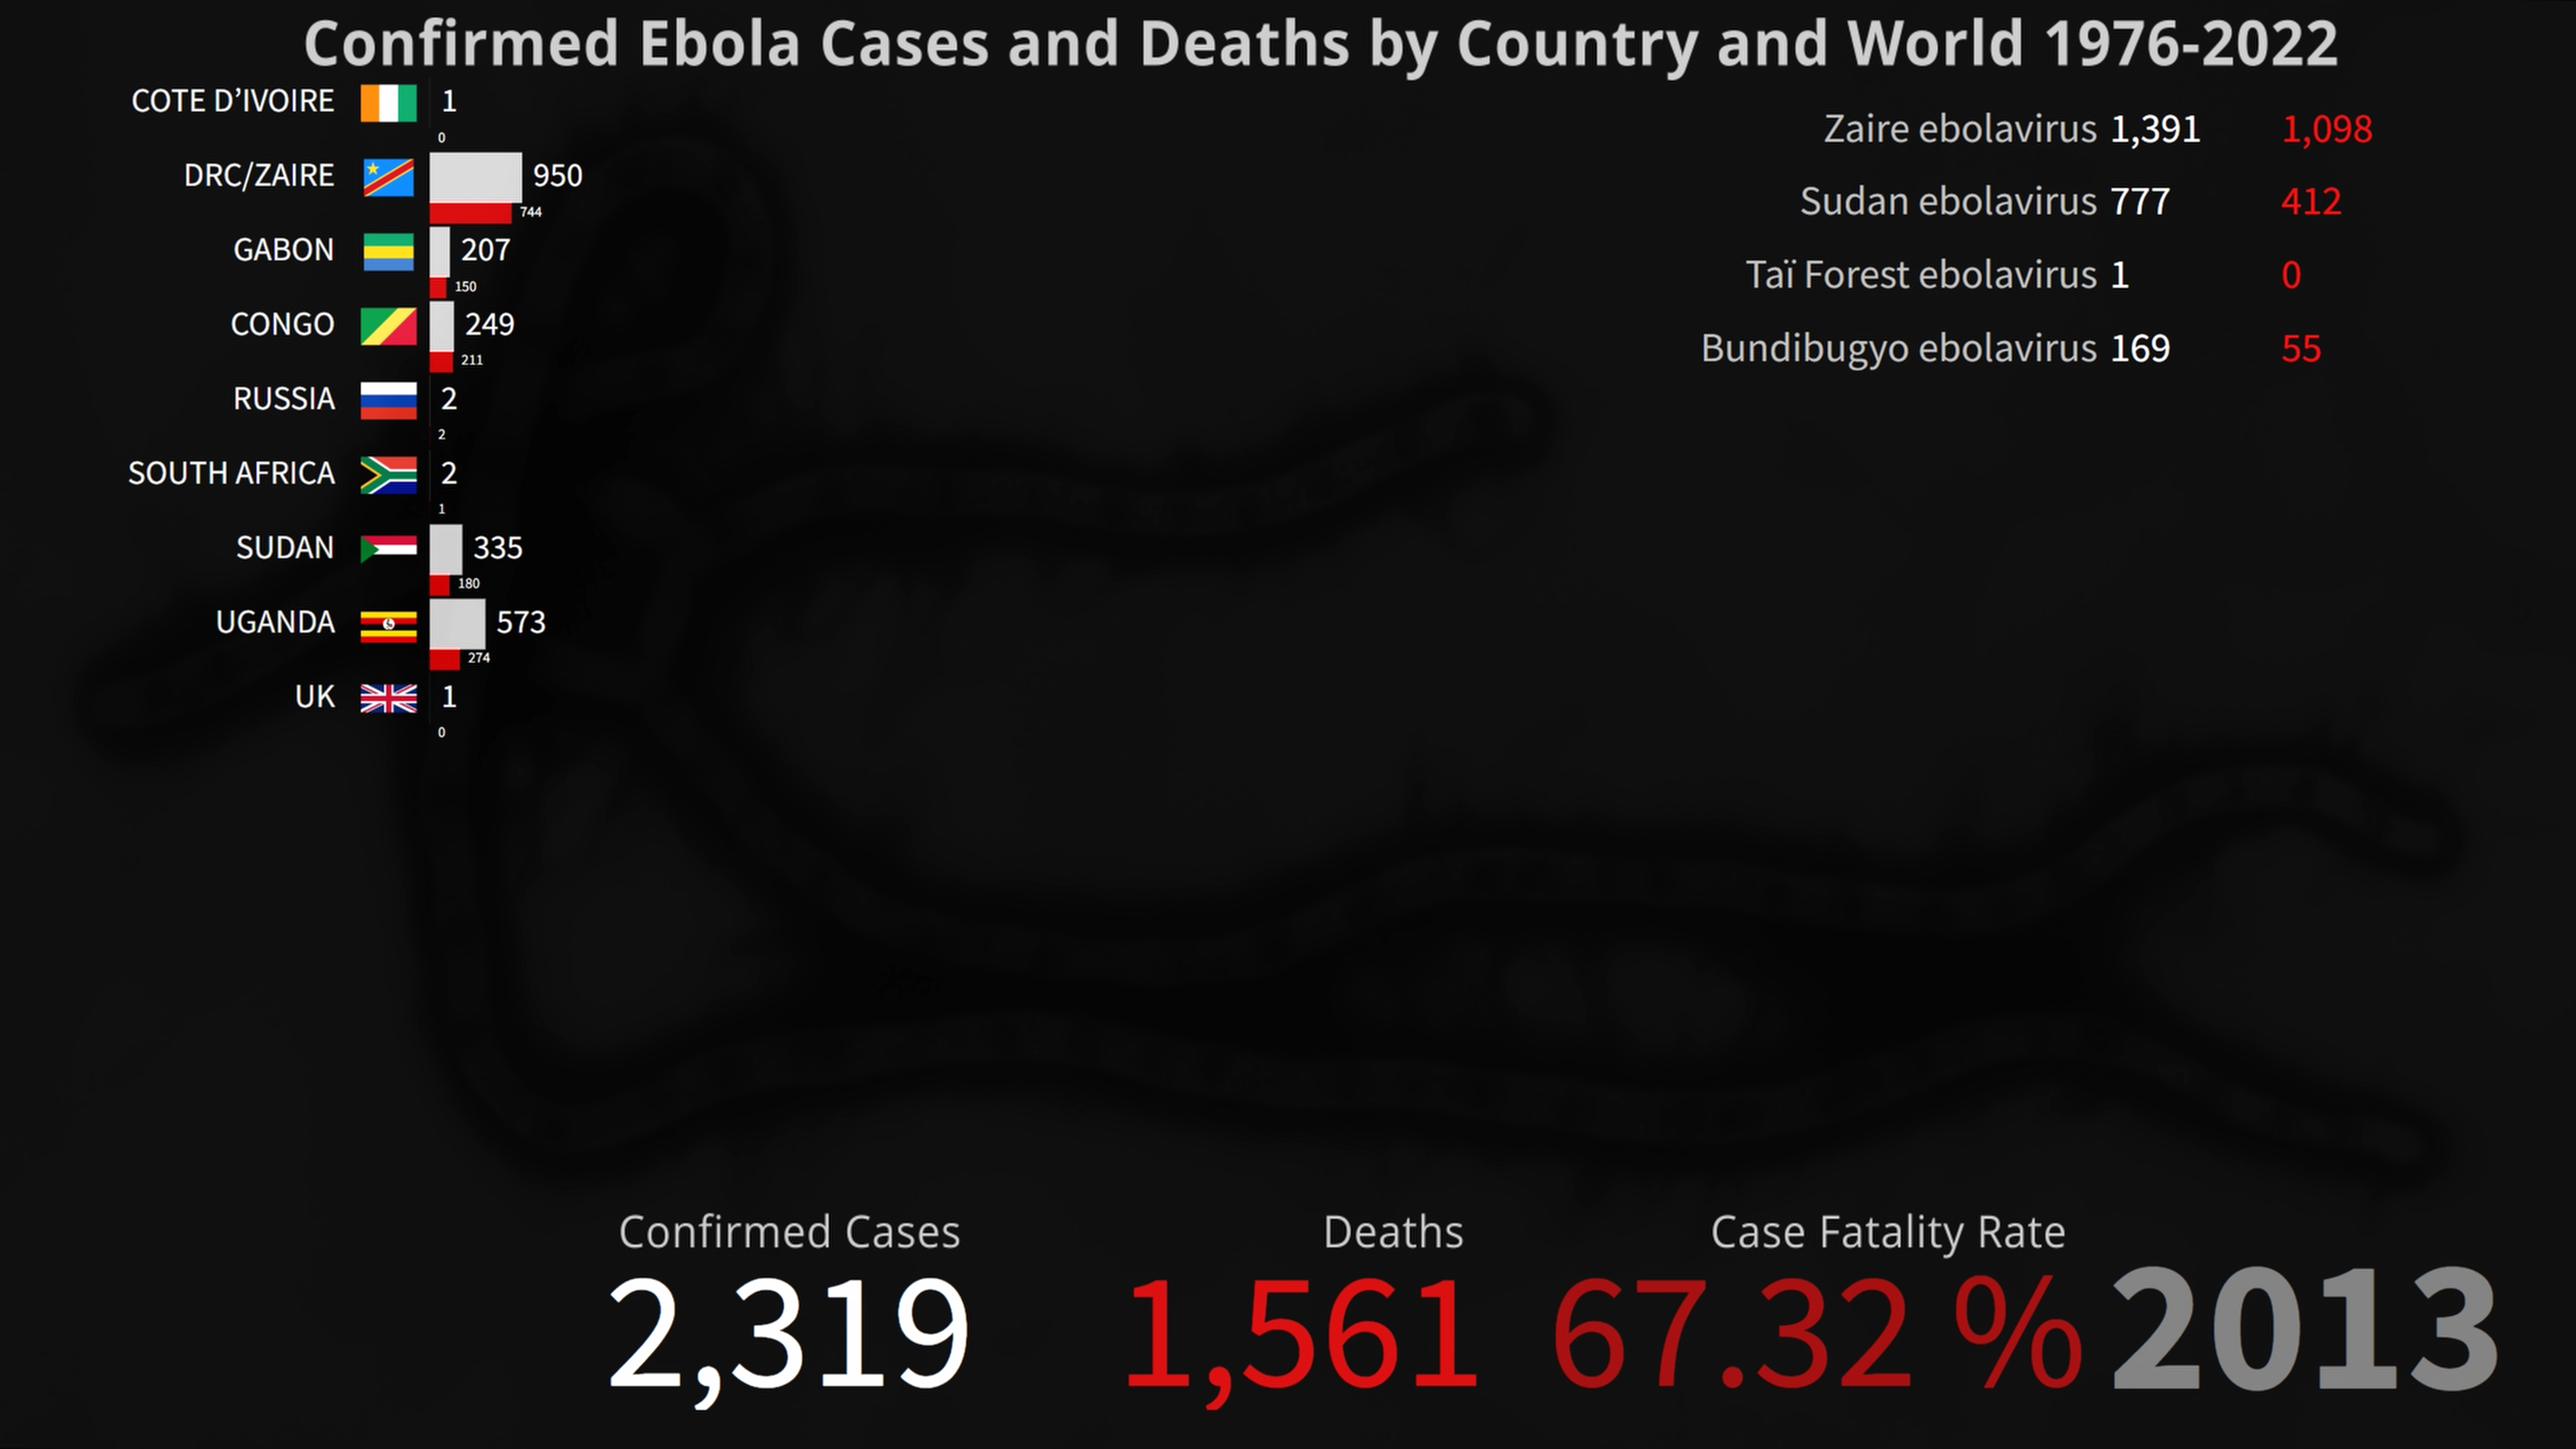 Confirmed Ebola Cases and Deaths by Country and World 1976-2022
COTE D’IVOIRE 1
0
DRC/ZAIRE 950
744
GABON 207
150
CONGO 249
211
RUSSIA 2
2
SOUTH AFRICA 2
1
SUDAN 335
180
UGANDA 573
274
UK 1
0
Zaire ebolavirus 1,391 1,098
Sudan ebolavirus 777 412
Taï Forest ebolavirus 1 0
Bundibugyo ebolavirus 169 55
Confirmed Cases Deaths Case Fatality Rate
2,319 1,561 67.32 % 2013